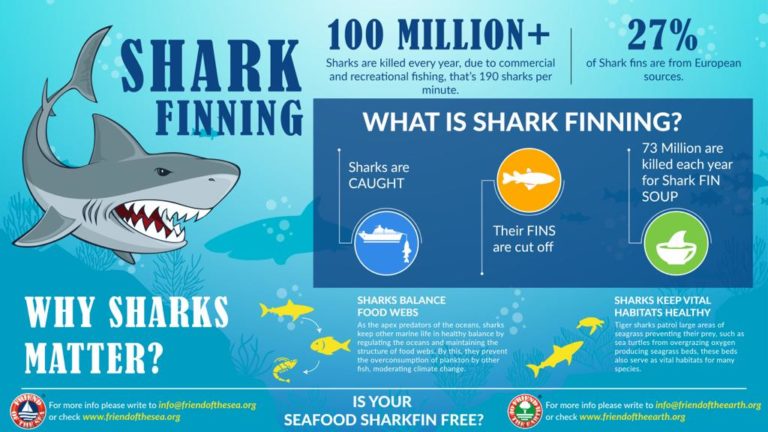 SHARK
FINNING
100 MILLION+
Sharks are killed every year, due to commercial
and recreational fishing, that's 190 sharks per
minute.
27%
of Shark fins are from European
sources.
WHAT IS SHARK FINNING?
Sharks are
CAUGHT
Their FINS
are cut off
73 Million are
killed each year
for Shark FIN
SOUP
WHY SHARKS
MATTER?
SHARKS BALANCE
FOOD WEBS
As the apex predators of the oceans, sharks
keep other marine life in healthy balance by
regulating the oceans and maintaining the
structure of food webs. By this, they prevent
the overconsumption of plankton by other
fish, moderating climate change.
SHARKS KEEP VITAL
HABITATS HEALTHY
Tiger sharks patrol large areas of
seagrass preventing their prey, such as
sea turtles from overgrazing oxygen
producing seagrass beds, these beds
also serve as vital habitats for many
species.
FRIEND
OF THE SEA
For more info please write to info@friendofthesea.org
or check www.friendofthesea.org
IS YOUR
SEAFOOD SHARKFIN FREE?
For more info please write to info@friendoftheearth.org
or check www.friendoftheearth.org